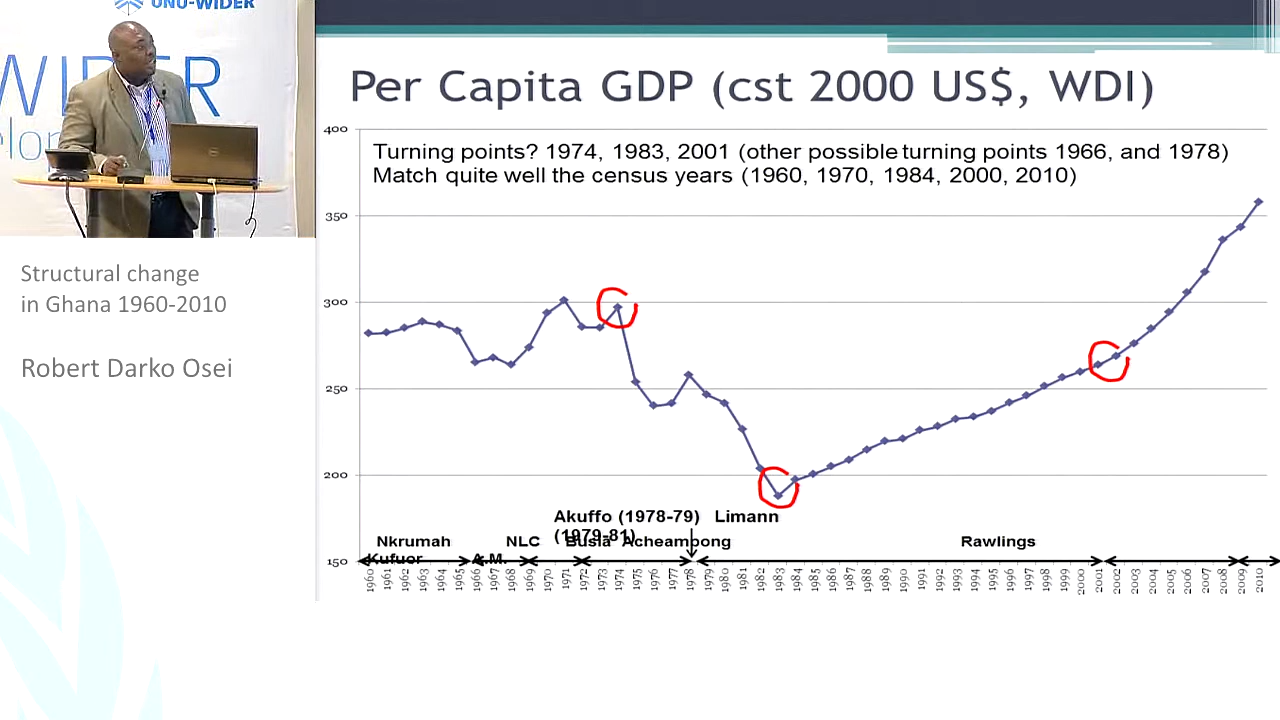 UNU-WIDER
WIDER
Structural change
in Ghana 1960-2010
Robert Darko Osei
Per Capita GDP (cst 2000 US$, WDI)
Turning points? 1974, 1983, 2001 (other possible turning points 1966, and 1978)
Match quite well the census years (1960, 1970, 1984, 2000, 2010)
400
350
300
250
200
150
Akuffo (1978-79) Limann
(1979-81)
Nkrumah NLC Busia Acheampong Rawlings
Kufuor A.M.
1960 1961 1962 1963 1964 1965 1966 1967 1968 1969 1970 1971 1972 1973 1974 1975 1976 1977 1978 1979 1980 1981 1982 1983 1984 1985 1986 1987 1988 1989 1990 1991 1992 1993 1994 1995 1996 1997 1998 1999 2000 2001 2002 2003 2004 2005 2006 2007 2008 2009 2010